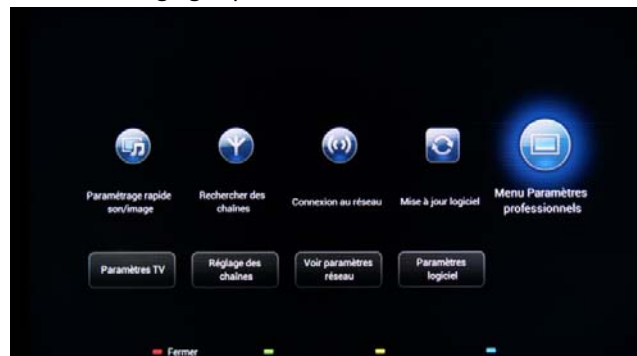 Paramétrage rapide
son/image
Rechercher des
chaînes
Connexion au réseau
Mise à jour logiciel
Menu Paramètres
professionnels
Paramètres TV
Réglage des
chaînes
Voir paramètres
réseau
Paramètres
logiciel
Fermer